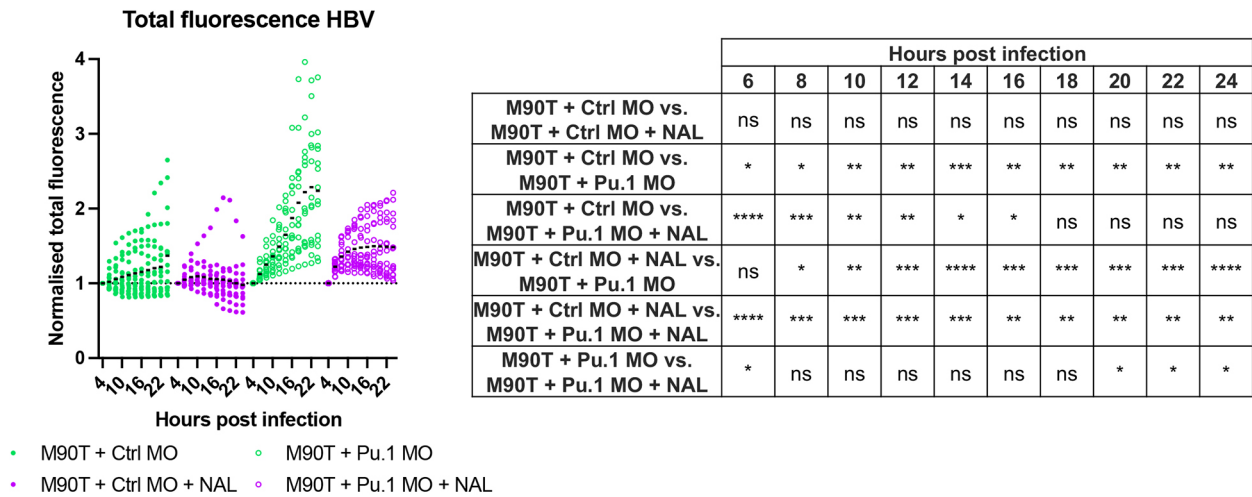 Total fluorescence HBV
Normalised total fluorescence
4
3
2
1
0
4 10 16 22 4 10 16 22 4 10 16 22 4 10 16 22
Hours post infection
M90T + Ctrl MO
M90T + Pu.1 MO
M90T + Ctrl MO + NAL
M90T + Pu.1 MO + NAL
Hours post infection
6 8 10 12 14 16 18 20 22 24
M90T + Ctrl MO vs.
M90T + Ctrl MO + NAL
ns ns ns ns ns ns ns ns ns ns
M90T + Ctrl MO vs.
M90T + Pu.1 MO
* * ** ** *** ** ** ** ** **
M90T + Ctrl MO vs.
M90T + Pu.1 MO + NAL
**** *** ** ** * * ns ns ns ns
M90T + Ctrl MO + NAL vs.
M90T + Pu.1 MO
ns * ** *** **** *** *** *** *** ****
M90T + Ctrl MO + NAL vs.
M90T + Pu.1 MO + NAL
**** *** *** *** *** ** ** ** ** **
M90T + Pu.1 MO vs.
M90T + Pu.1 MO + NAL
* ns ns ns ns ns ns * * *